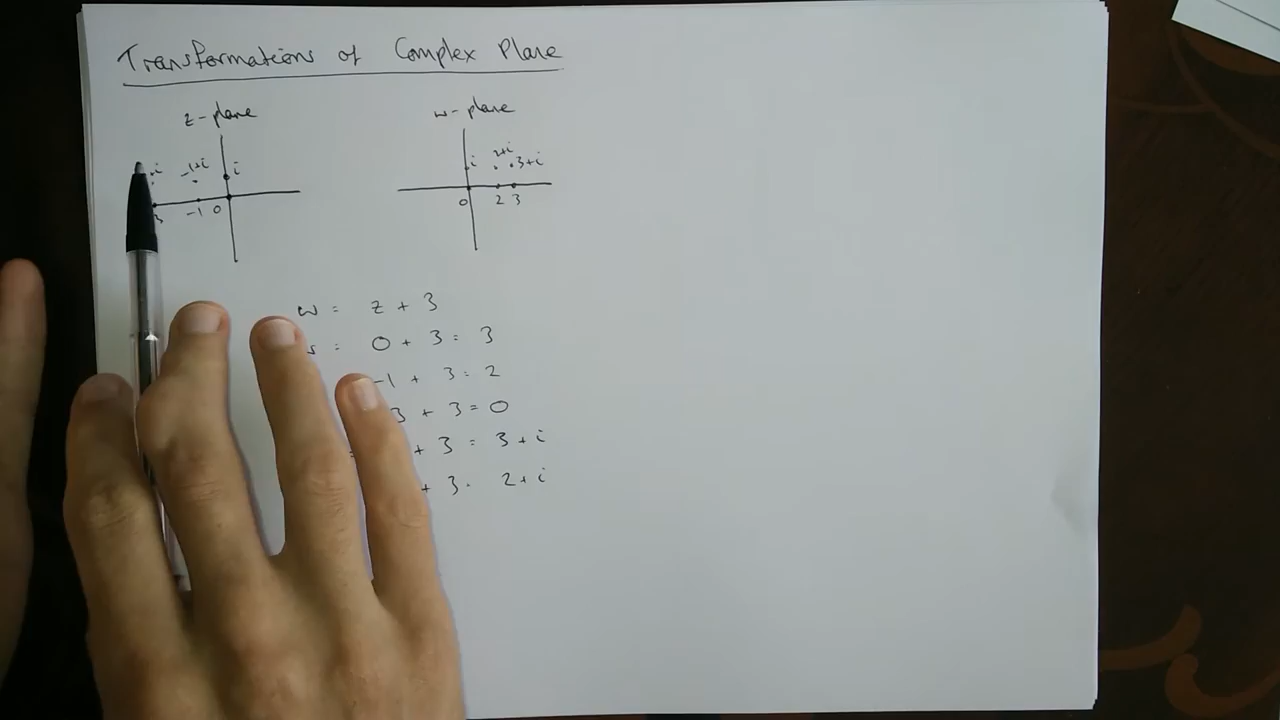 Transformations of Complex Plane
z-plane
w-plane
i -1+i i
-1 0
i 2+i 3+i
0 2 3
w = z + 3
= 0 + 3 = 3
-1 + 3 = 2
3 + 3 = 0
+ 3 = 3 + i
+ 3 = 2 + i